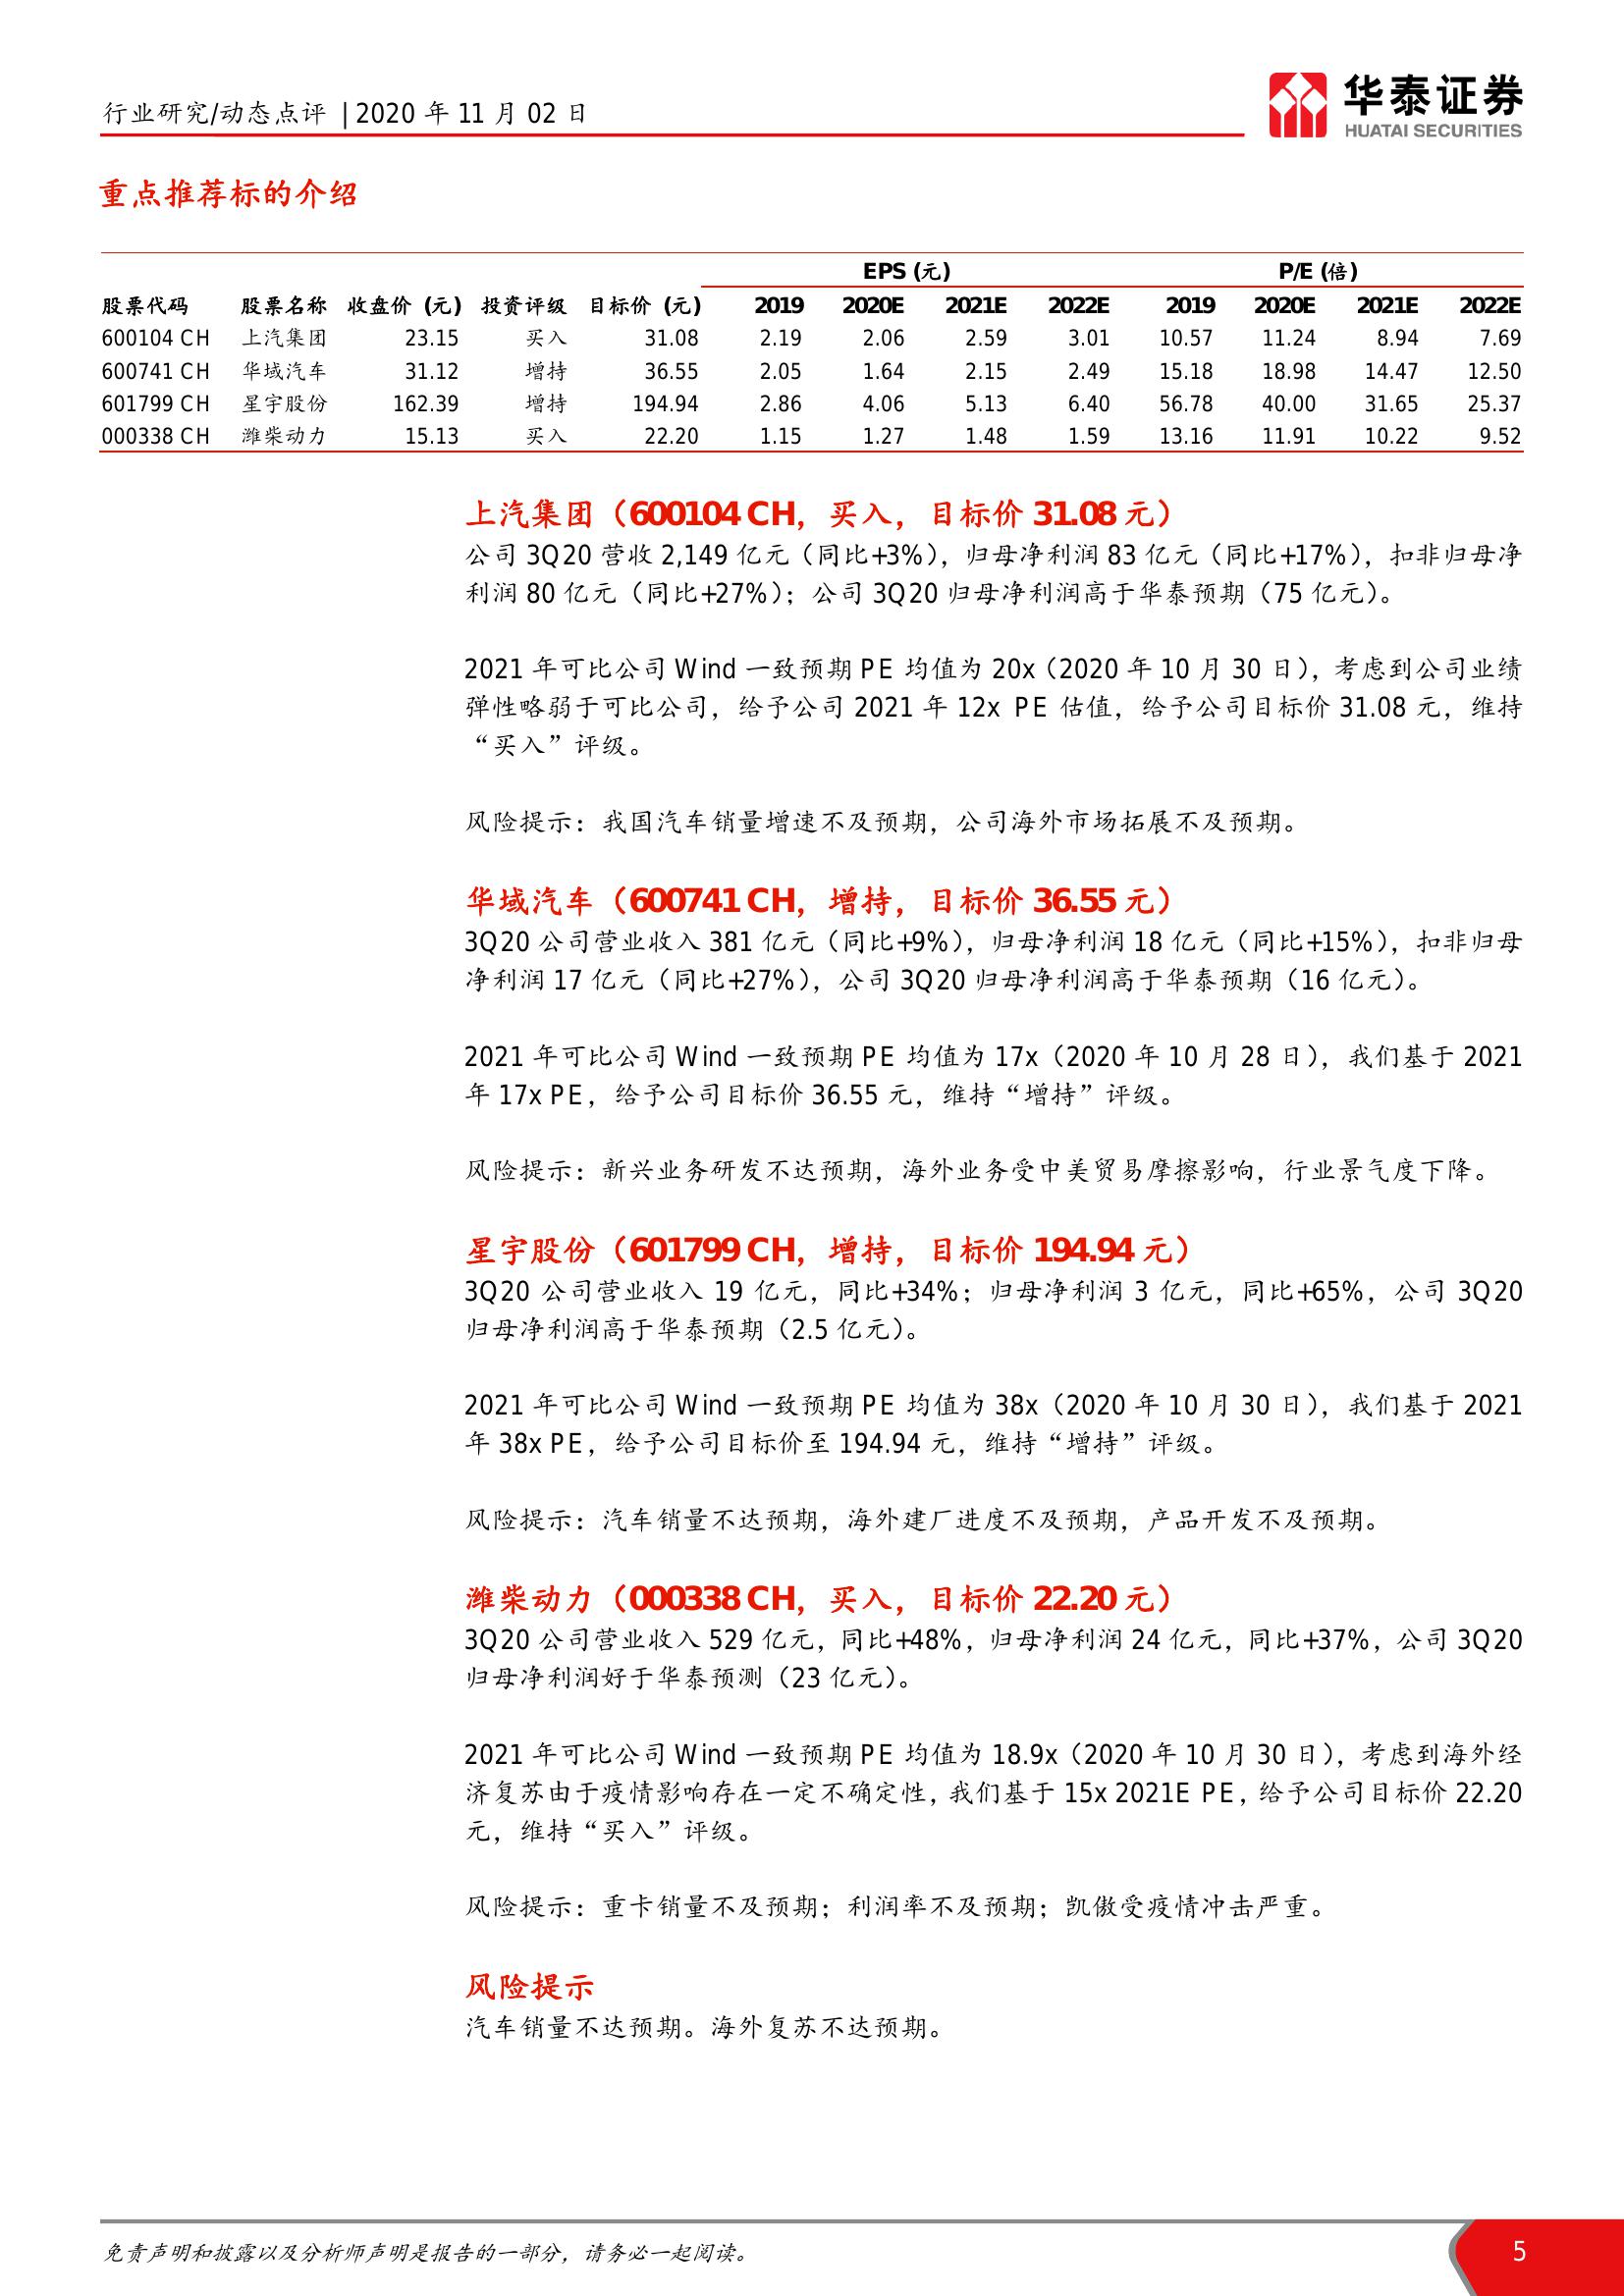 行业研究/动态点评 | 2020 年 11 月 02 日
华泰证券
HUATAI SECURITIES
重点推荐标的介绍
EPS (元) P/E (倍)
股票代码 股票名称 收盘价 (元) 投资评级 目标价 (元) 2019 2020E 2021E 2022E 2019 2020E 2021E 2022E
600104 CH 上汽集团 23.15 买入 31.08 2.19 2.06 2.59 3.01 10.57 11.24 8.94 7.69
600741 CH 华域汽车 31.12 增持 36.55 2.05 1.64 2.15 2.49 15.18 18.98 14.47 12.50
601799 CH 星宇股份 162.39 增持 194.94 2.86 4.06 5.13 6.40 56.78 40.00 31.65 25.37
000338 CH 潍柴动力 15.13 买入 22.20 1.15 1.27 1.48 1.59 13.16 11.91 10.22 9.52
上汽集团（600104 CH，买入，目标价 31.08 元）
公司 3Q20 营收 2,149 亿元（同比+3%），归母净利润 83 亿元（同比+17%），扣非归母净
利润 80 亿元（同比+27%）；公司 3Q20 归母净利润高于华泰预期（75 亿元）。
2021 年可比公司 Wind 一致预期 PE 均值为 20x（2020 年 10 月 30 日），考虑到公司业绩
弹性略弱于可比公司，给予公司 2021 年 12x PE 估值，给予公司目标价 31.08 元，维持
“买入”评级。
风险提示：我国汽车销量增速不及预期，公司海外市场拓展不及预期。
华域汽车（600741 CH，增持，目标价 36.55 元）
3Q20 公司营业收入 381 亿元（同比+9%），归母净利润 18 亿元（同比+15%），扣非归母
净利润 17 亿元（同比+27%），公司 3Q20 归母净利润高于华泰预期（16 亿元）。
2021 年可比公司 Wind 一致预期 PE 均值为 17x（2020 年 10 月 28 日），我们基于 2021
年 17x PE，给予公司目标价 36.55 元，维持“增持”评级。
风险提示：新兴业务研发不达预期，海外业务受中美贸易摩擦影响，行业景气度下降。
星宇股份（601799 CH，增持，目标价 194.94 元）
3Q20 公司营业收入 19 亿元，同比+34%；归母净利润 3 亿元，同比+65%，公司 3Q20
归母净利润高于华泰预期（2.5 亿元）。
2021 年可比公司 Wind 一致预期 PE 均值为 38x（2020 年 10 月 30 日），我们基于 2021
年 38x PE，给予公司目标价至 194.94 元，维持“增持”评级。
风险提示：汽车销量不达预期，海外建厂进度不及预期，产品开发不及预期。
潍柴动力（000338 CH，买入，目标价 22.20 元）
3Q20 公司营业收入 529 亿元，同比+48%，归母净利润 24 亿元，同比+37%，公司 3Q20
归母净利润好于华泰预测（23 亿元）。
2021 年可比公司 Wind 一致预期 PE 均值为 18.9x（2020 年 10 月 30 日），考虑到海外经
济复苏由于疫情影响存在一定不确定性，我们基于 15x 2021E PE，给予公司目标价 22.20
元，维持“买入”评级。
风险提示：重卡销量不及预期；利润率不及预期；凯傲受疫情冲击严重。
风险提示
汽车销量不达预期。海外复苏不达预期。
免责声明和披露以及分析师声明是报告的一部分，请务必一起阅读。
5